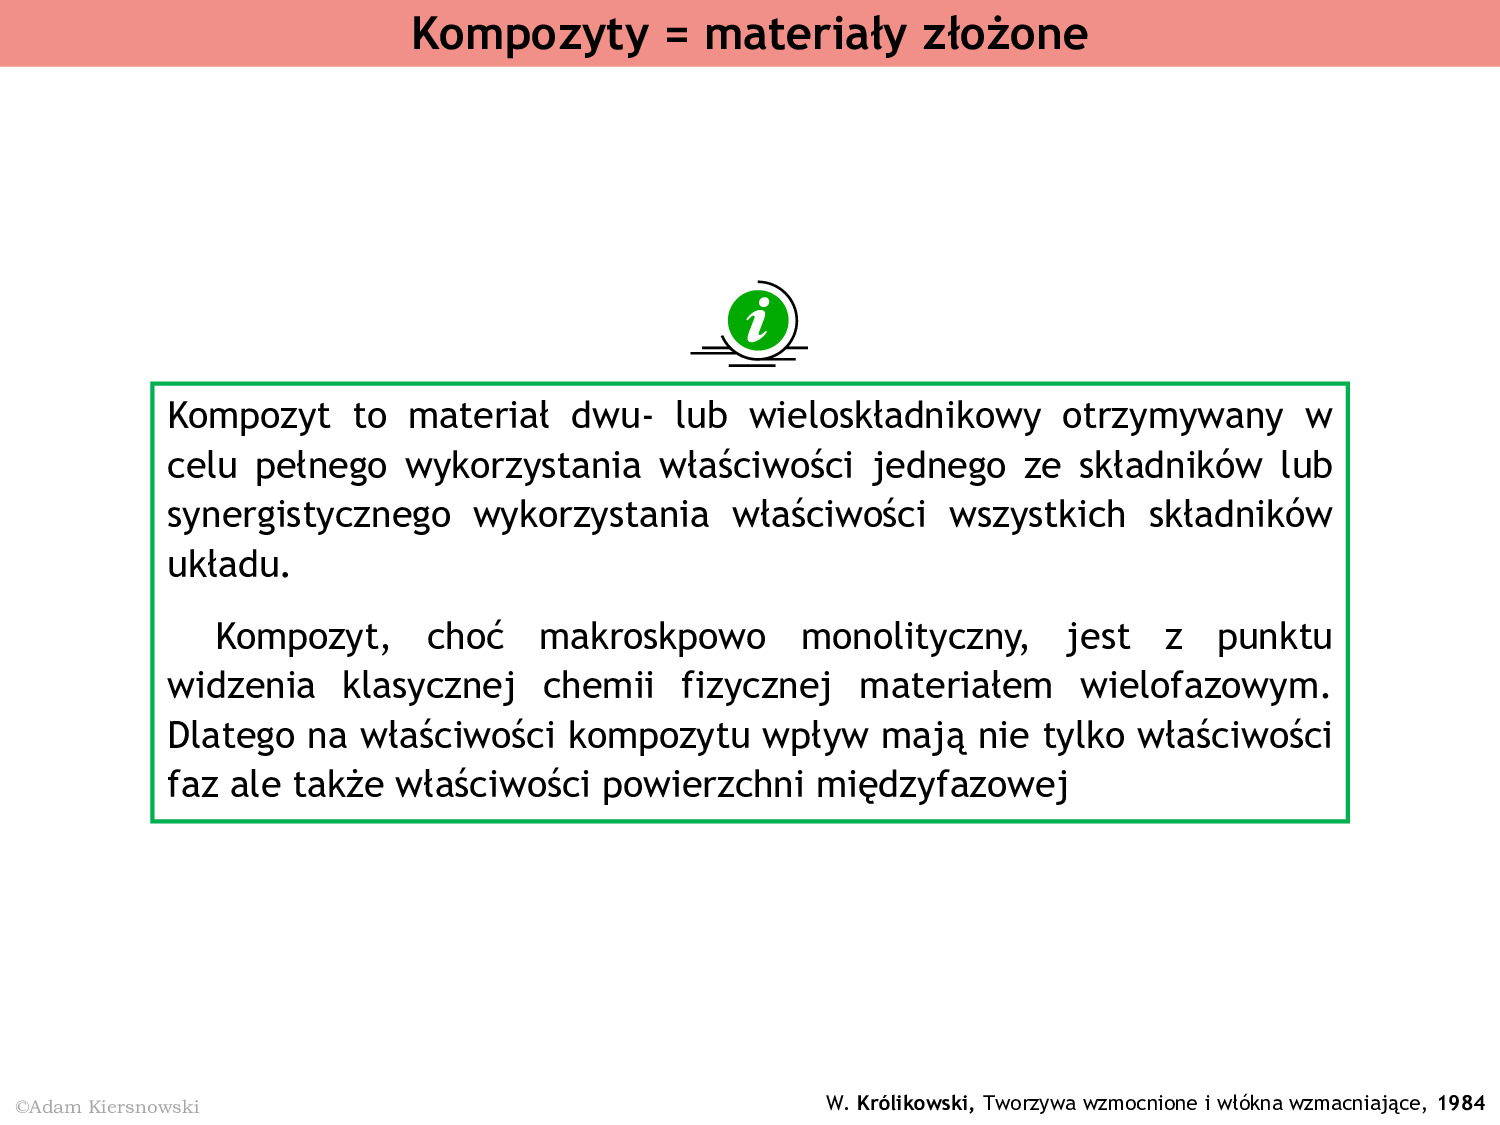 Kompozyty = materiały złożone
i
Kompozyt to materiał dwu- lub wieloskładnikowy otrzymywany w
celu pełnego wykorzystania właściwości jednego ze składników lub
synergistycznego wykorzystania właściwości wszystkich składników
układu.
Kompozyt, choć makroskpowo monolityczny, jest z punktu
widzenia klasycznej chemii fizycznej materiałem wielofazowym.
Dlatego na właściwości kompozytu wpływ mają nie tylko właściwości
faz ale także właściwości powierzchni międzyfazowej
©Adam Kiersnowski
W. Królikowski, Tworzywa wzmocnione i włókna wzmacniające, 1984